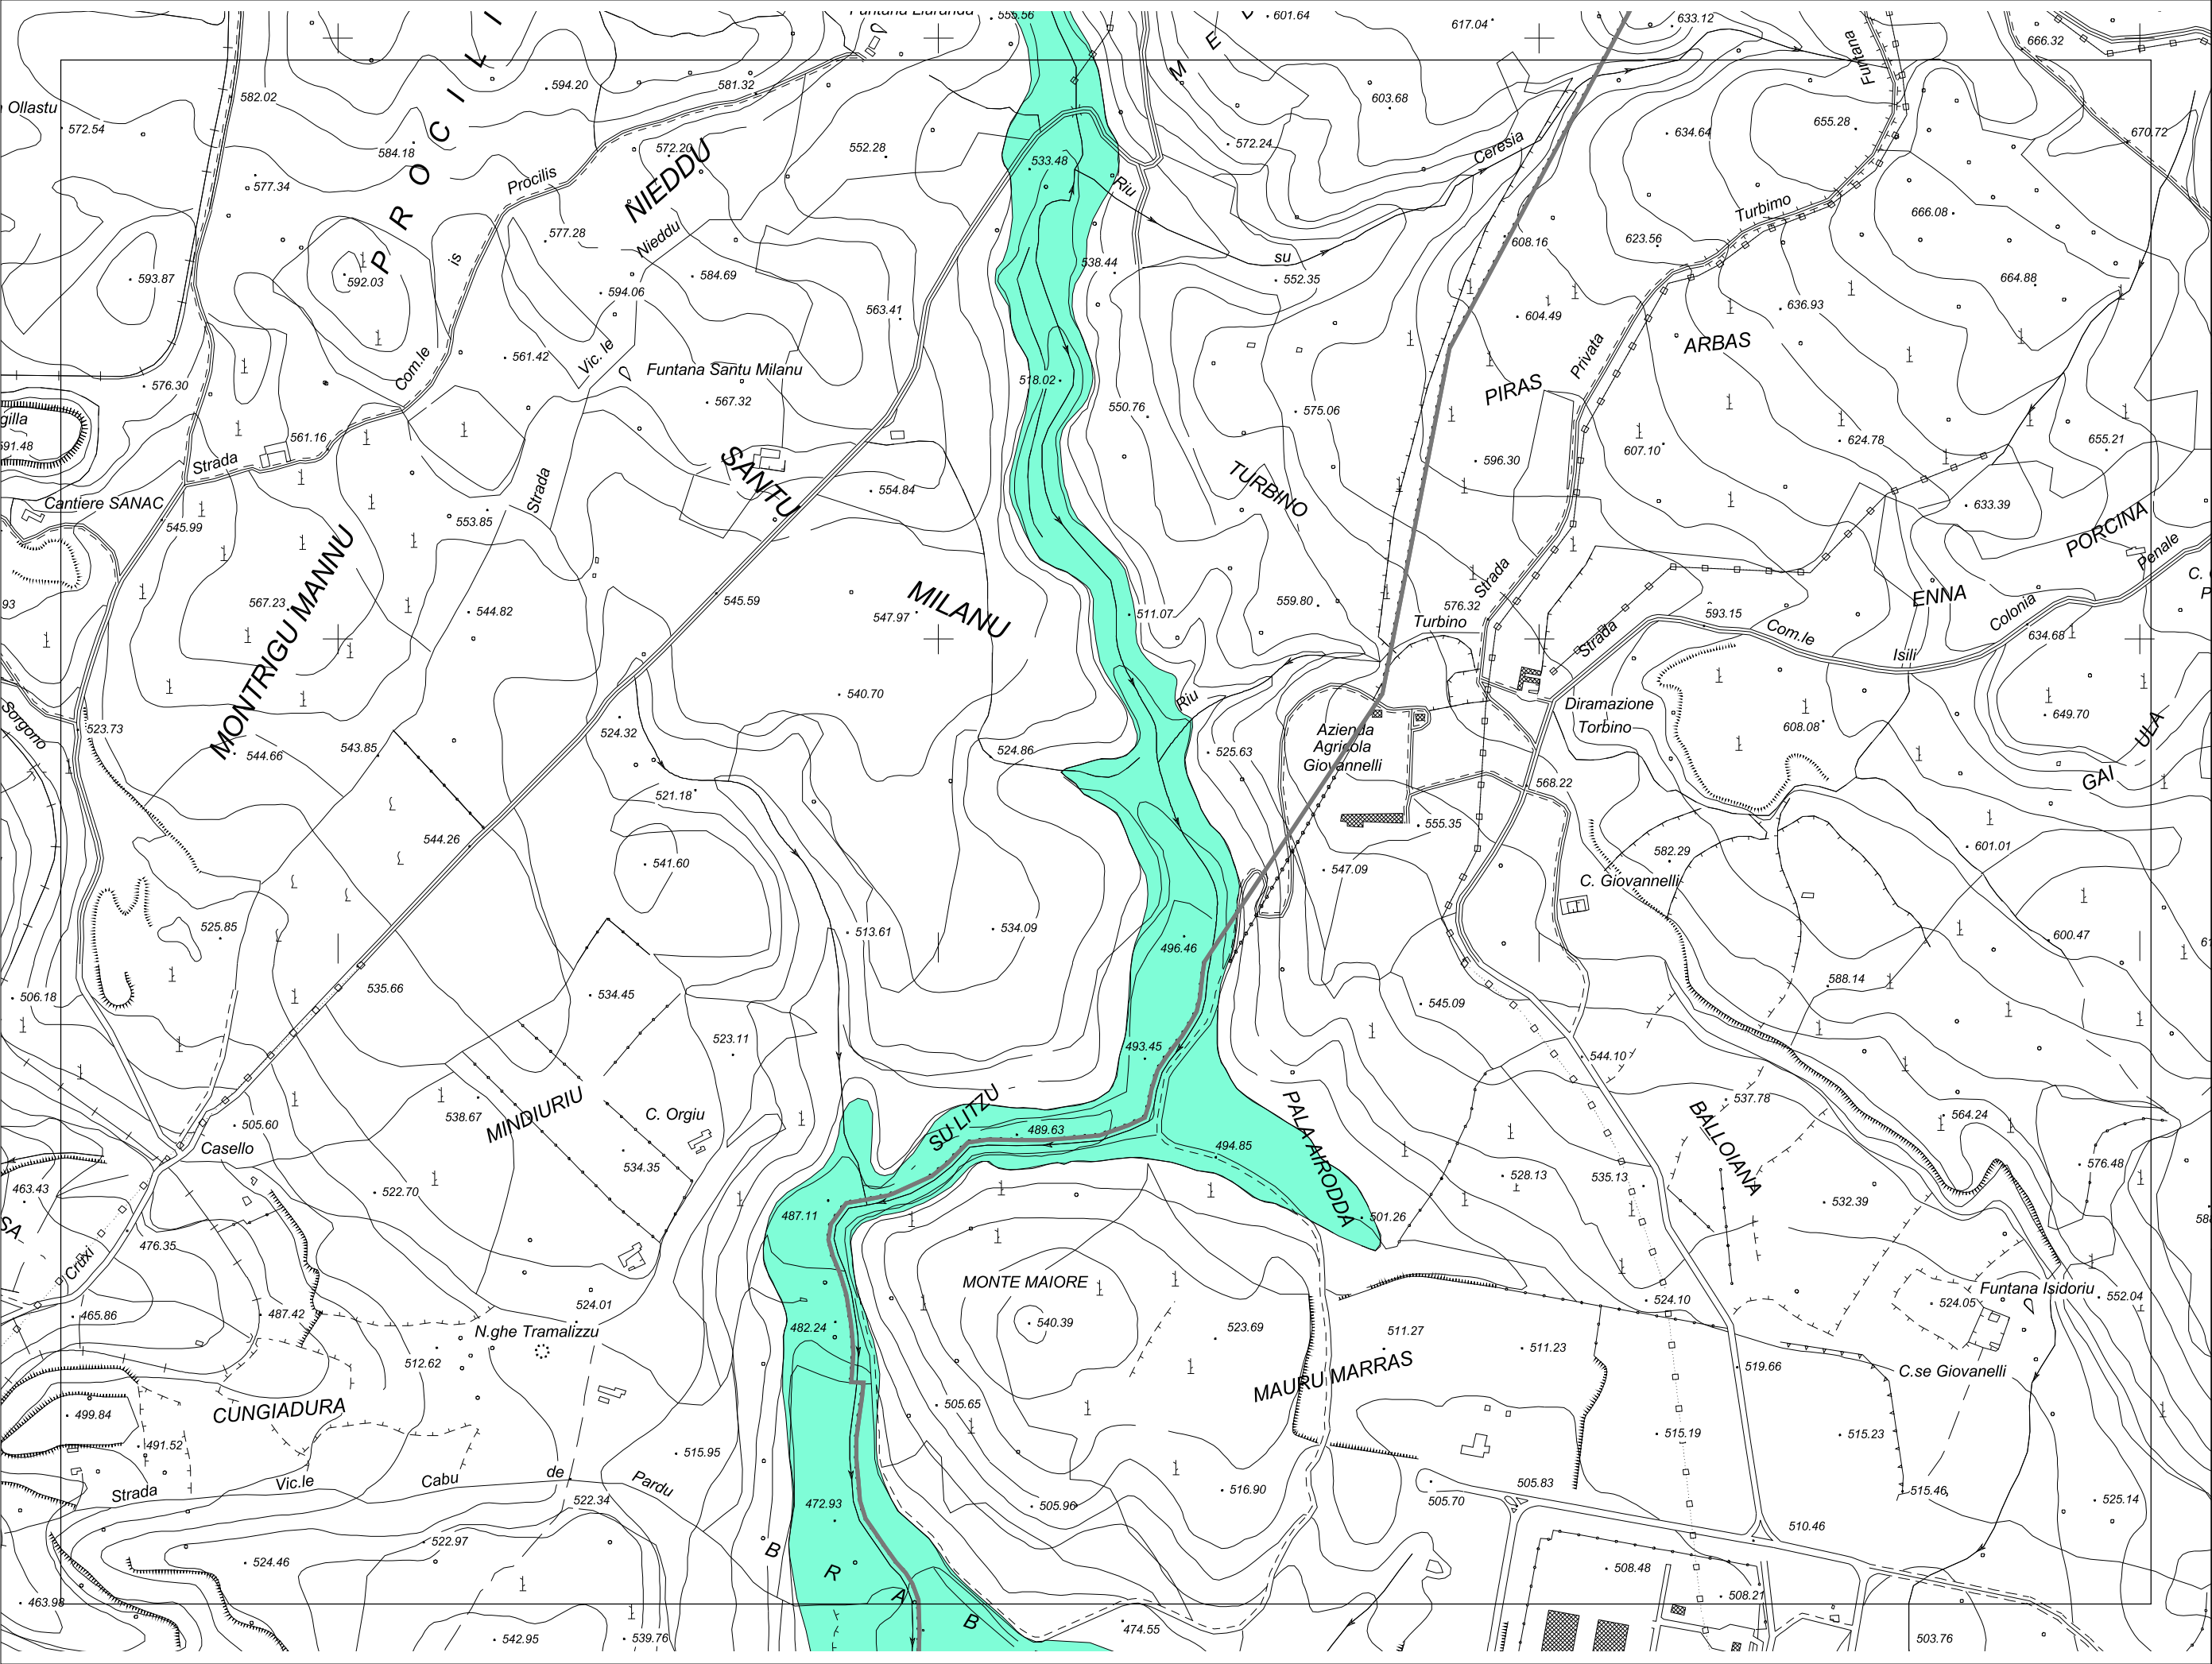 Funtana Liaranda
555.56
601.64
617.04
633.12
666.32
Funtana
PROCILI
M E
Ollastu
582.02
594.20
581.32
603.68
572.54
584.18
572.20
552.28
533.48
572.24
Ceresia
634.64
655.28
670.72
577.34
Procilis
NIEDDU
Riu
Turbimo
666.08
577.28
Nieddu
608.16
623.56
593.87
592.03
is
584.69
538.44
su
552.35
664.88
594.06
563.41
604.49
636.93
561.42
Vic.le
Com.le
Funtana Santu Milanu
518.02
Privata
ARBAS
576.30
567.32
550.76
575.06
PIRAS
gilla
591.48
561.16
Strada
SANTU
607.10
624.78
655.21
596.30
TURBINO
Cantiere SANAC
545.99
553.85
Strada
554.84
633.39
PORCINA
Penale
MONTRIGU MANNU
567.23
544.82
545.59
547.97
MILANU
511.07
559.80
576.32
Turbino
Strada
593.15
ENNA
Colonia
C.
P
93
Strada
Com.le
Isili
634.68
540.70
Riu
Diramazione
Torbino
649.70
Sorgono
523.73
544.66
543.85
524.32
524.86
525.63
Azienda
Agricola
Giovannelli
608.08
ULA
GAI
521.18
568.22
544.26
541.60
555.35
547.09
582.29
601.01
C. Giovannelli
525.85
513.61
534.09
496.46
600.47
506.18
535.66
534.45
545.09
588.14
523.11
493.45
544.10
538.67
MINDIURIU
C. Orgiu
SU LITZU
489.63
PALA AIRODDA
BALLOIANA
537.78
564.24
505.60
Casello
534.35
494.85
528.13
535.13
576.48
463.43
522.70
487.11
501.26
532.39
SA
476.35
Cruxi
MONTE MAIORE
Funtana Isidoriu
465.86
487.42
524.01
482.24
540.39
523.69
524.10
524.05
552.04
N.ghe Tramalizzu
512.62
511.27
511.23
519.66
C.se Giovanelli
MAURU MARRAS
499.84
CUNGIADURA
505.65
491.52
515.95
515.19
515.23
Strada
Vic.le
Cabu
de
Pardu
522.34
472.93
505.96
516.90
505.70
505.83
515.46
525.14
510.46
524.46
522.97
B R A B
508.48
508.21
463.98
542.95
539.76
474.55
503.76